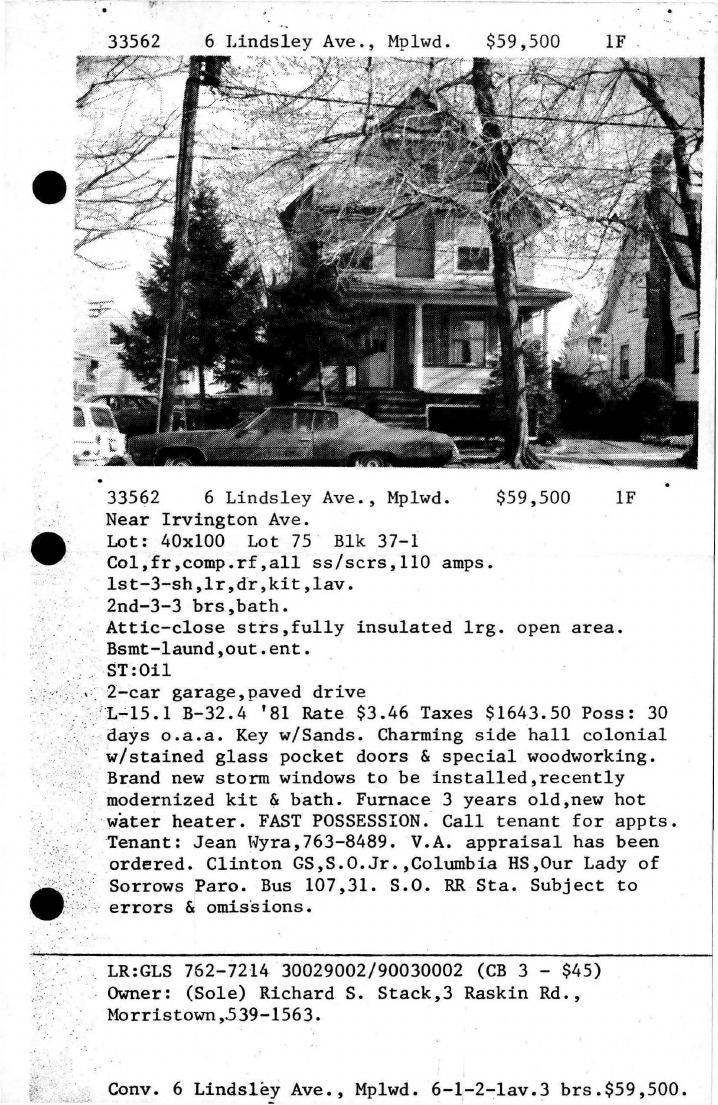 33562 6 Lindsley Ave., Mplwd. $59,500 1F
33562 6 Lindsley Ave., Mplwd. $59,500 1F
Near Irvington Ave.
Lot: 40x100 Lot 75 Blk 37-1
Col,fr,comp.rf,all ss/scrs,110 amps.
1st-3-sh,lr,dr,kit,lav.
2nd-3-3 brs,bath.
Attic-close strs,fully insulated lrg. open area.
Bsmt-laund,out.ent.
ST:Oil
2-car garage,paved drive
L-15.1 B-32.4 '81 Rate $3.46 Taxes $1643.50 Poss: 30
days o.a.a. Key w/Sands. Charming side hall colonial
w/stained glass pocket doors & special woodworking.
Brand new storm windows to be installed,recently
modernized kit & bath. Furnace 3 years old,new hot
water heater. FAST POSSESSION. Call tenant for appts.
Tenant: Jean Wyra,763-8489. V.A. appraisal has been
ordered. Clinton GS,S.O.Jr.,Columbia HS,Our Lady of
Sorrows Paro. Bus 107,31. S.O. RR Sta. Subject to
errors & omissions.
LR:GLS 762-7214 30029002/90030002 (CB 3 - $45)
Owner: (Sole) Richard S. Stack,3 Raskin Rd.,
Morristown,539-1563.
Conv. 6 Lindsley Ave., Mplwd. 6-1-2-lav.3 brs.$59,500.